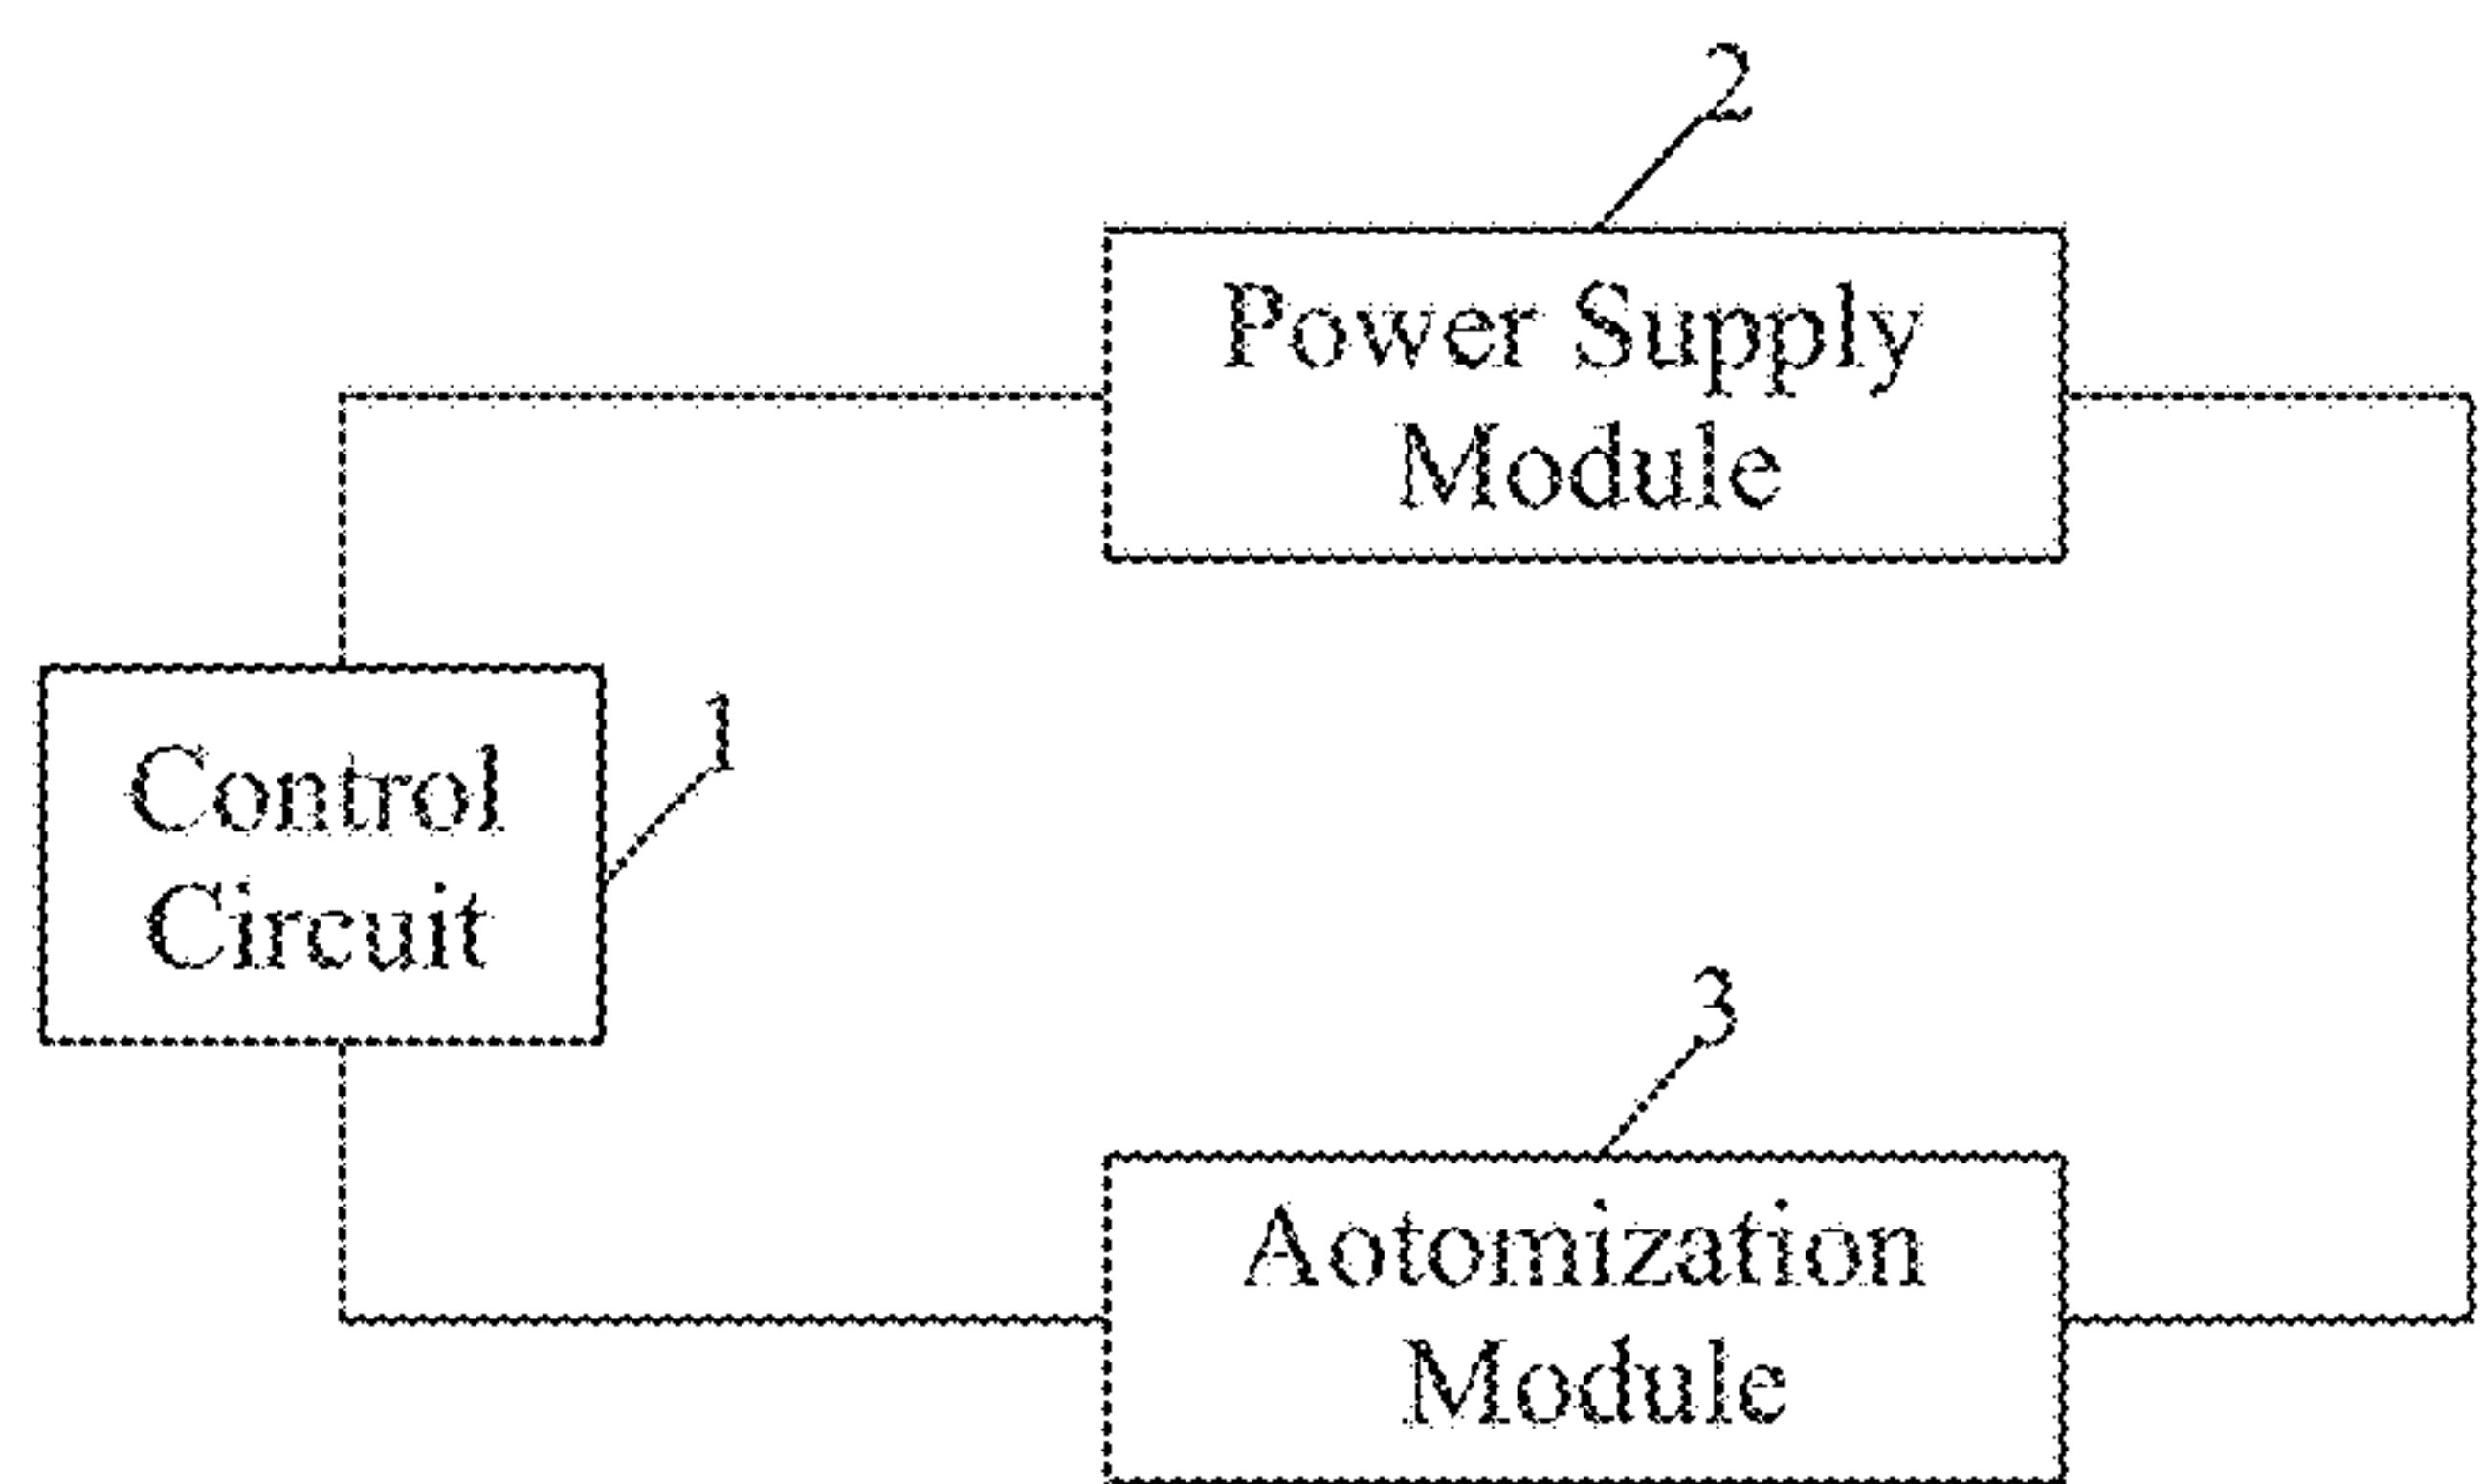 2
Power Supply
Module
1
Control
Circuit
3
Aotomization
Module